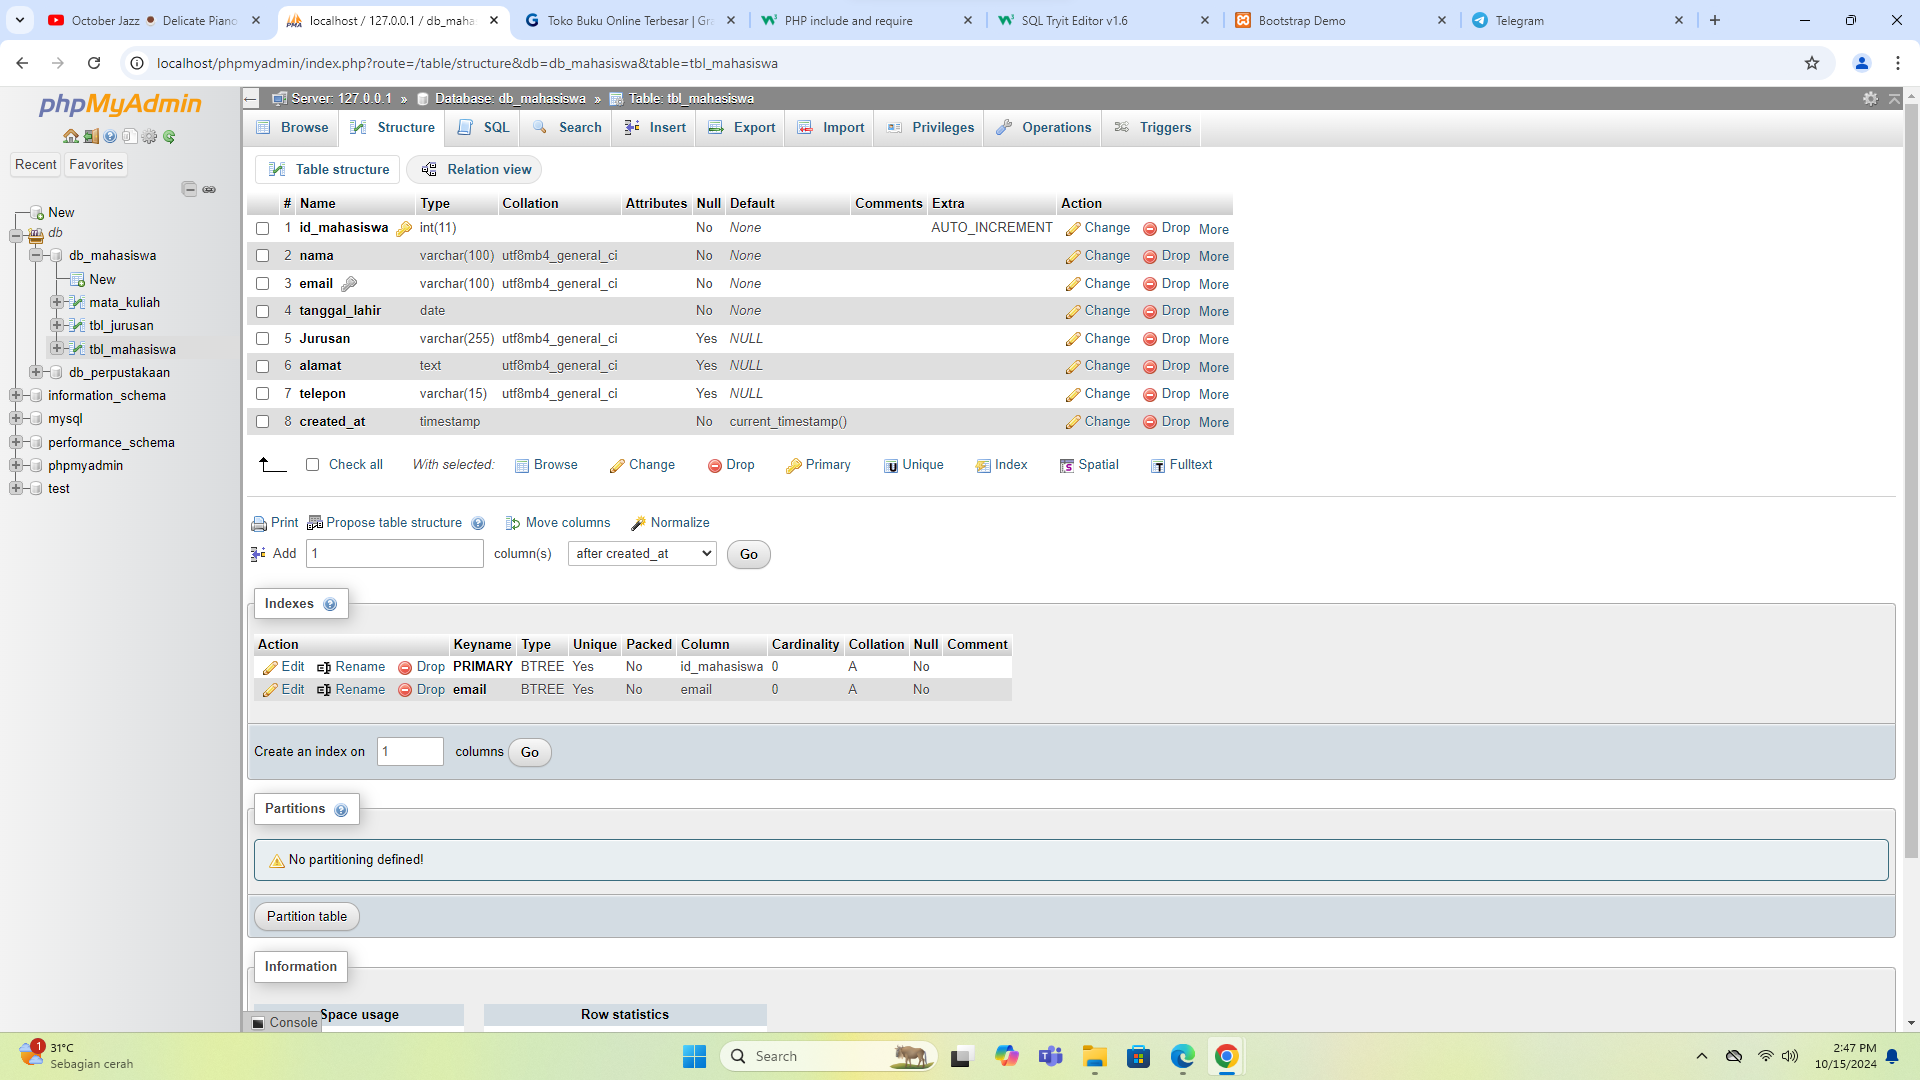 October Jazz ● Delicate Piano
localhost / 127.0.0.1 / db_mahas
Toko Buku Online Terbesar | Gra
PHP include and require
SQL Tryit Editor v1.6
Bootstrap Demo
Telegram
localhost/phpmyadmin/index.php?route=/table/structure&db=db_mahasiswa&table=tbl_mahasiswa
phpMyAdmin
Recent Favorites
New
db
db_mahasiswa
New
mata_kuliah
tbl_jurusan
tbl_mahasiswa
db_perpustakaan
information_schema
mysql
performance_schema
phpmyadmin
test
Server: 127.0.0.1 » Database: db_mahasiswa » Table: tbl_mahasiswa
Browse Structure SQL Search Insert Export Import Privileges Operations Triggers
Table structure Relation view
# Name Type Collation Attributes Null Default Comments Extra Action
1 id_mahasiswa int(11) No None AUTO_INCREMENT Change Drop More
2 nama varchar(100) utf8mb4_general_ci No None Change Drop More
3 email varchar(100) utf8mb4_general_ci No None Change Drop More
4 tanggal_lahir date No None Change Drop More
5 Jurusan varchar(255) utf8mb4_general_ci Yes NULL Change Drop More
6 alamat text utf8mb4_general_ci Yes NULL Change Drop More
7 telepon varchar(15) utf8mb4_general_ci Yes NULL Change Drop More
8 created_at timestamp No current_timestamp() Change Drop More
Check all With selected: Browse Change Drop Primary Unique Index Spatial Fulltext
Print Propose table structure Move columns Normalize
Add 1 column(s) after created_at Go
Indexes
Action Keyname Type Unique Packed Column Cardinality Collation Null Comment
Edit Rename Drop PRIMARY BTREE Yes No id_mahasiswa 0 A No
Edit Rename Drop email BTREE Yes No email 0 A No
Create an index on 1 columns Go
Partitions
No partitioning defined!
Partition table
Information
Space usage Row statistics
Console
1
31°C
Sebagian cerah
Search
2:47 PM
10/15/2024